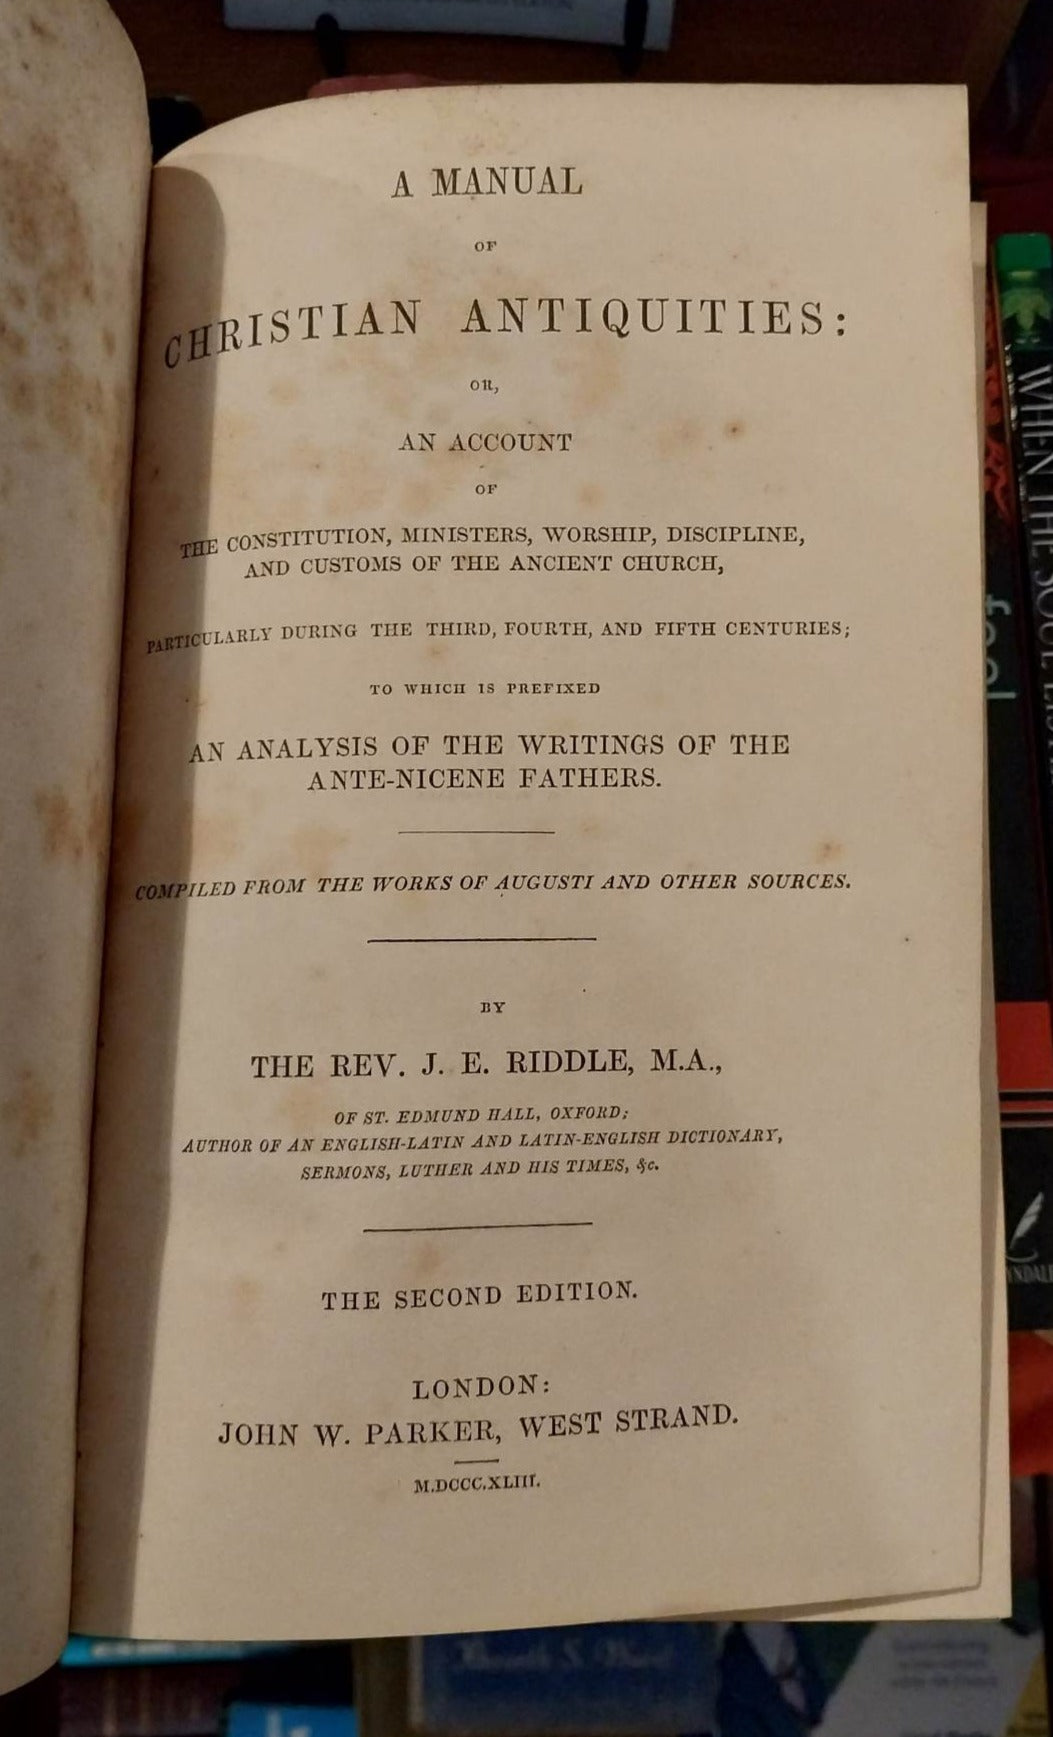 A MANUAL
OF
CHRISTIAN ANTIQUITIES:
OR,
AN ACCOUNT
OF
THE CONSTITUTION, MINISTERS, WORSHIP, DISCIPLINE,
AND CUSTOMS OF THE ANCIENT CHURCH,
PARTICULARLY DURING THE THIRD, FOURTH, AND FIFTH CENTURIES;
TO WHICH IS PREFIXED
AN ANALYSIS OF THE WRITINGS OF THE
ANTE-NICENE FATHERS.
COMPILED FROM THE WORKS OF AUGUSTI AND OTHER SOURCES.
BY
THE REV. J. E. RIDDLE, M.A.,
OF ST. EDMUND HALL, OXFORD;
AUTHOR OF AN ENGLISH-LATIN AND LATIN-ENGLISH DICTIONARY,
SERMONS, LUTHER AND HIS TIMES, &c.
THE SECOND EDITION.
LONDON:
JOHN W. PARKER, WEST STRAND.
M.DCCC.XLIII.
WHEN THE